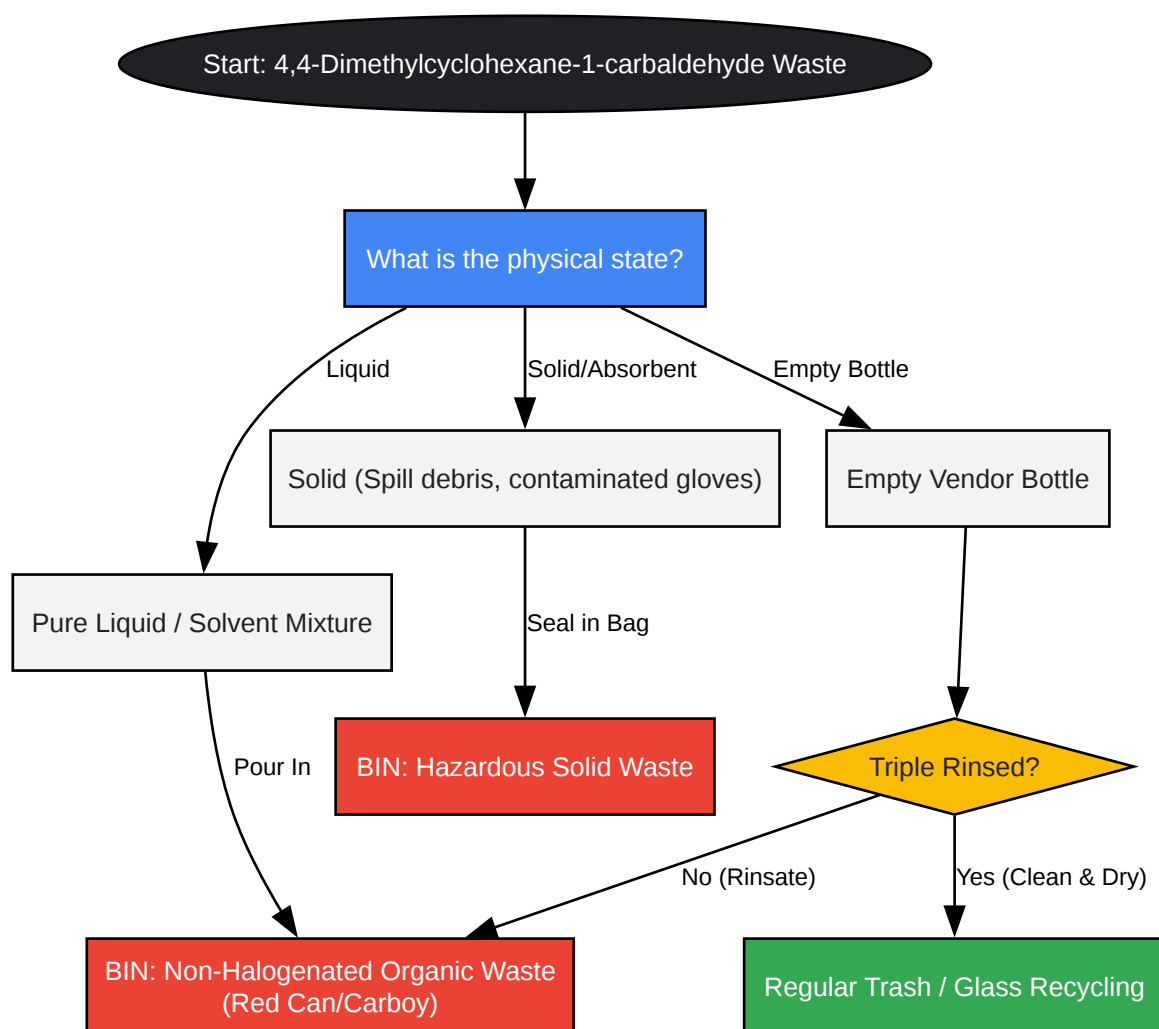 Start: 4,4-Dimethylcyclohexane-1-carbaldehyde Waste
What is the physical state?
Liquid
Solid/Absorbent
Empty Bottle
Solid (Spill debris, contaminated gloves)
Empty Vendor Bottle
Pure Liquid / Solvent Mixture
Seal in Bag
Pour In
BIN: Hazardous Solid Waste
Triple Rinsed?
No (Rinsate)
Yes (Clean & Dry)
BIN: Non-Halogenated Organic Waste
(Red Can/Carboy)
Regular Trash / Glass Recycling